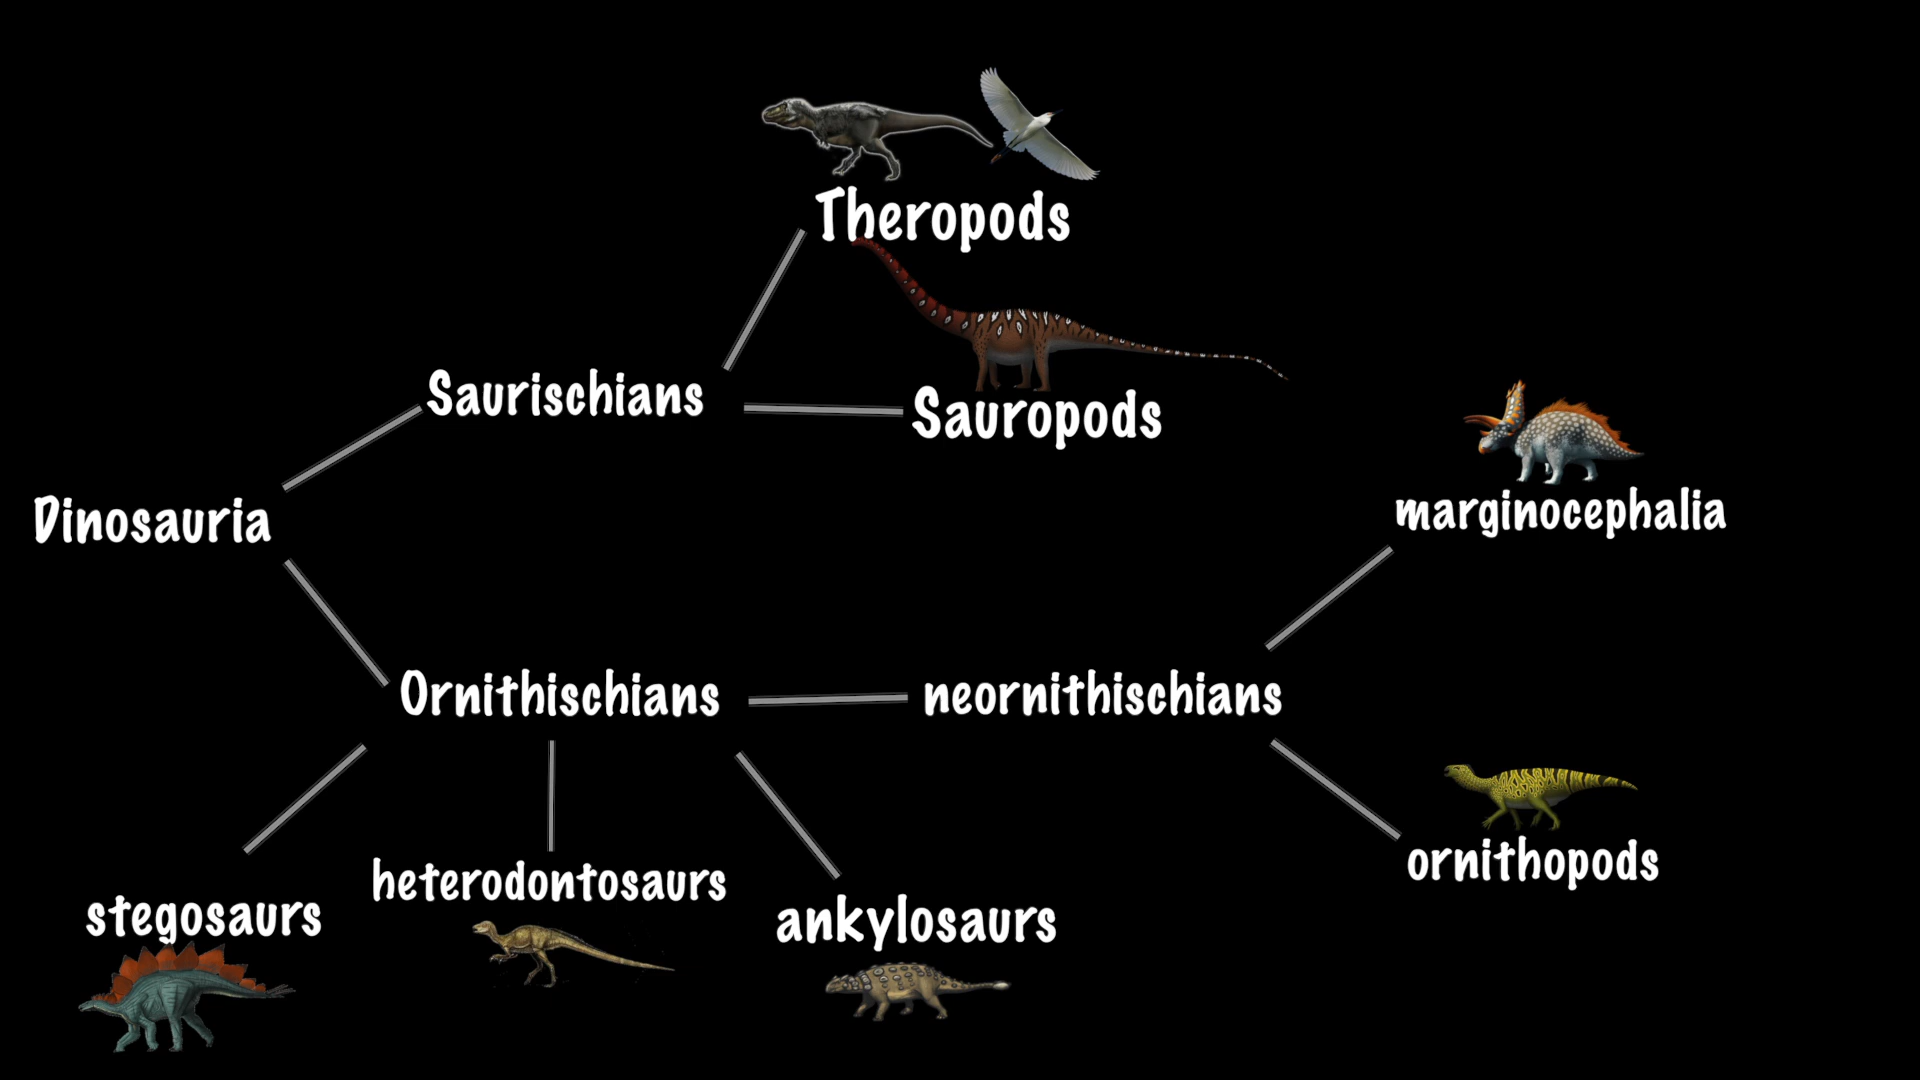 Theropods
Saurischians
Sauropods
Dinosauria
marginocephalia
Ornithischians
neornithischians
ornithopods
heterodontosaurs
stegosaurs
ankylosaurs